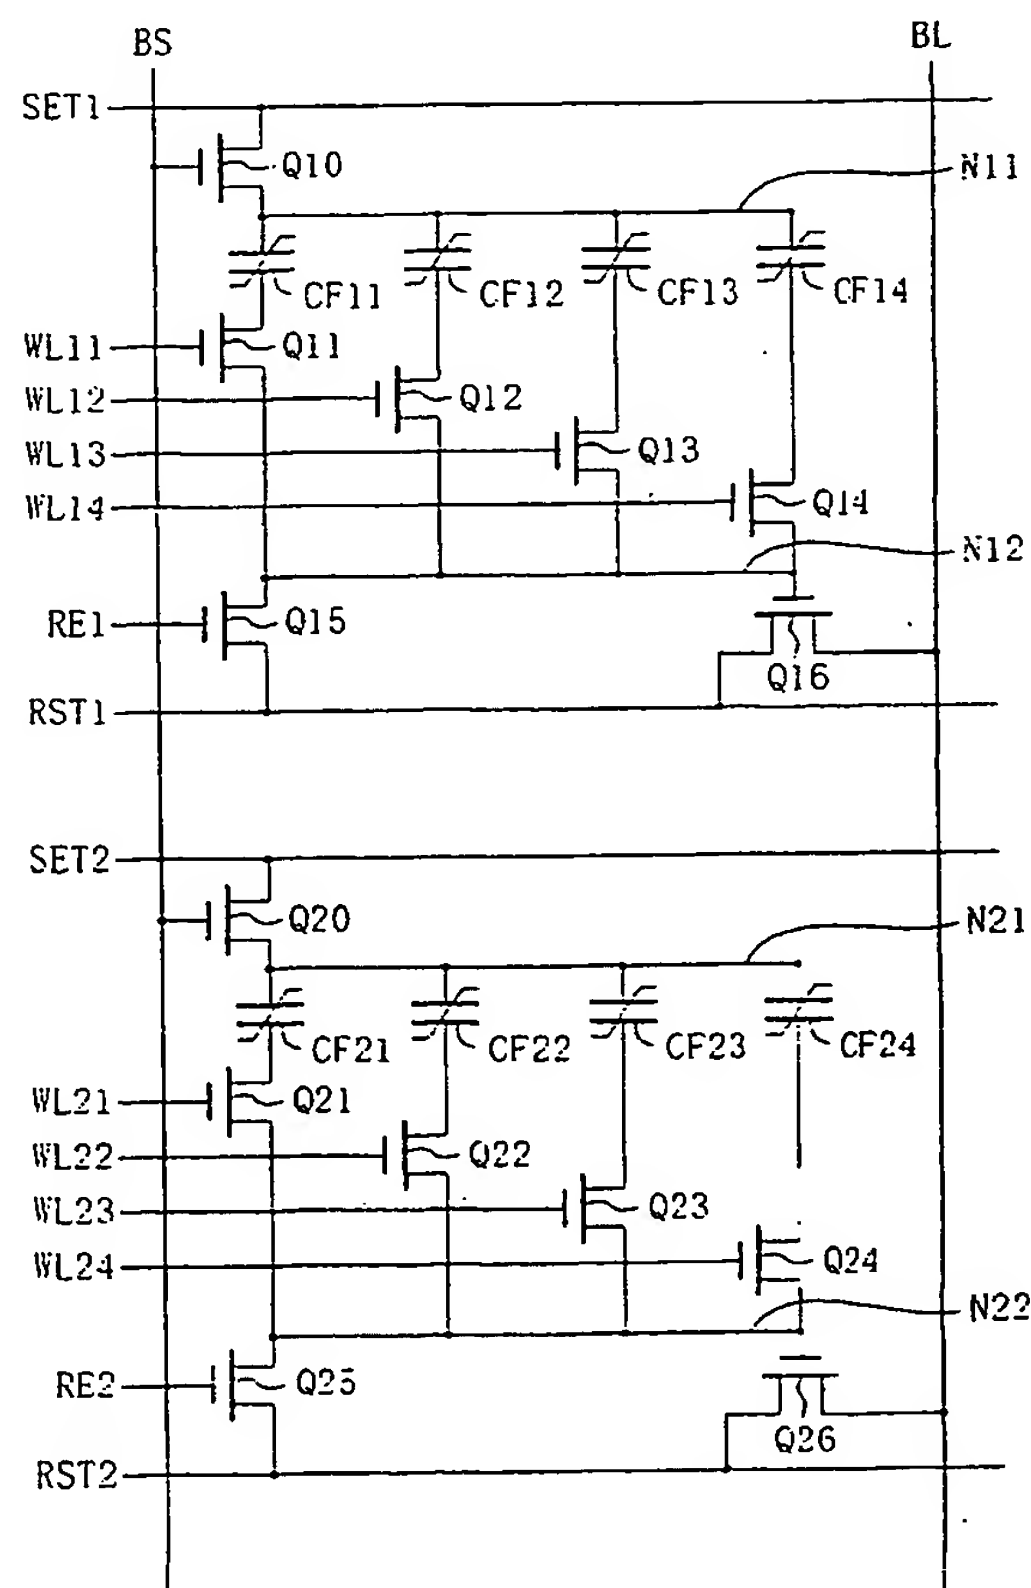 BS
BL
SET1
Q10
N11
CF11
CF12
CF13
CF14
WL11
Q11
WL12
Q12
WL13
Q13
WL14
Q14
N12
RE1
Q15
Q16
RST1
SET2
Q20
N21
CF21
CF22
CF23
CF24
WL21
Q21
WL22
Q22
WL23
Q23
WL24
Q24
N22
RE2
Q25
Q26
RST2